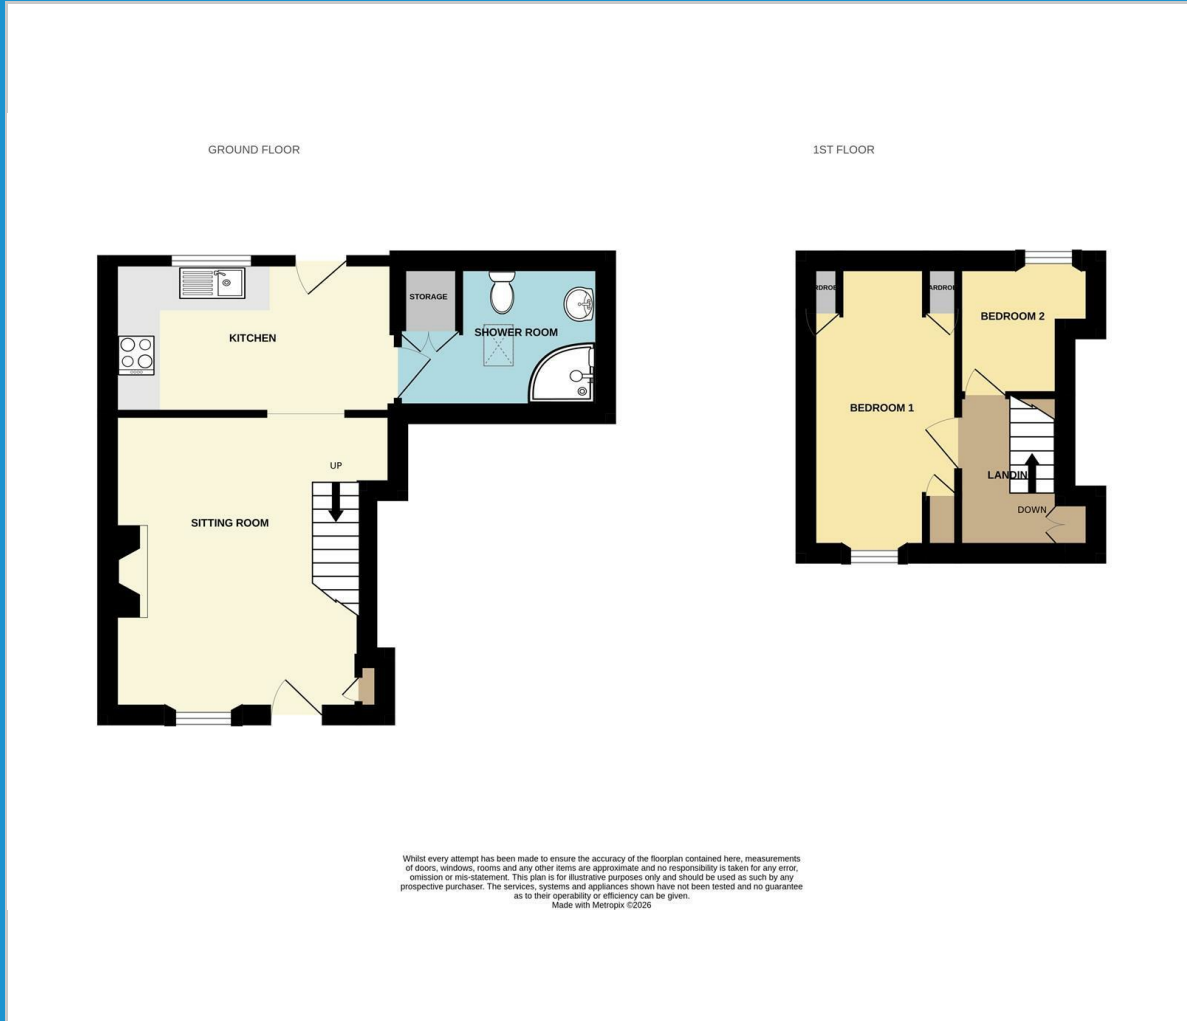 GROUND FLOOR
1ST FLOOR
STORAGE
SHOWER ROOM
KITCHEN
UP
SITTING ROOM
BEDROOM 2
BEDROOM 1
LANDIN
DOWN
Whilst every attempt has been made to ensure the accuracy of the floorplan contained here, measurements
of doors, windows, rooms and any other items are approximate and no responsibility is taken for any error,
omission or mis-statement. This plan is for illustrative purposes only and should be used as such by any
prospective purchaser. The services, systems and appliances shown have not been tested and no guarantee
as to their operability or efficiency can be given.
Made with Metropix ©2026